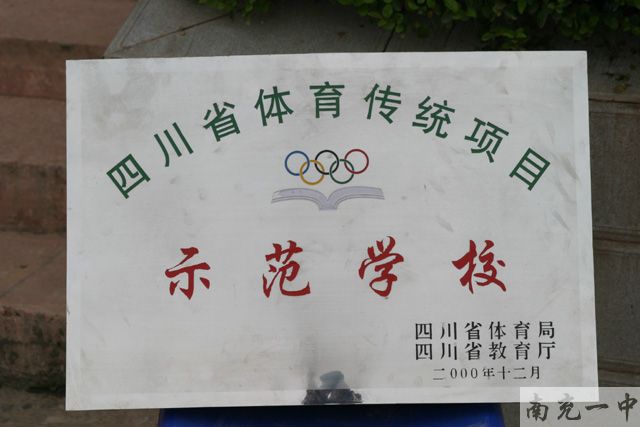 四川省体育传统项目
示范学校
四川省体育局
四川省教育厅
二000年十二月
南充一中